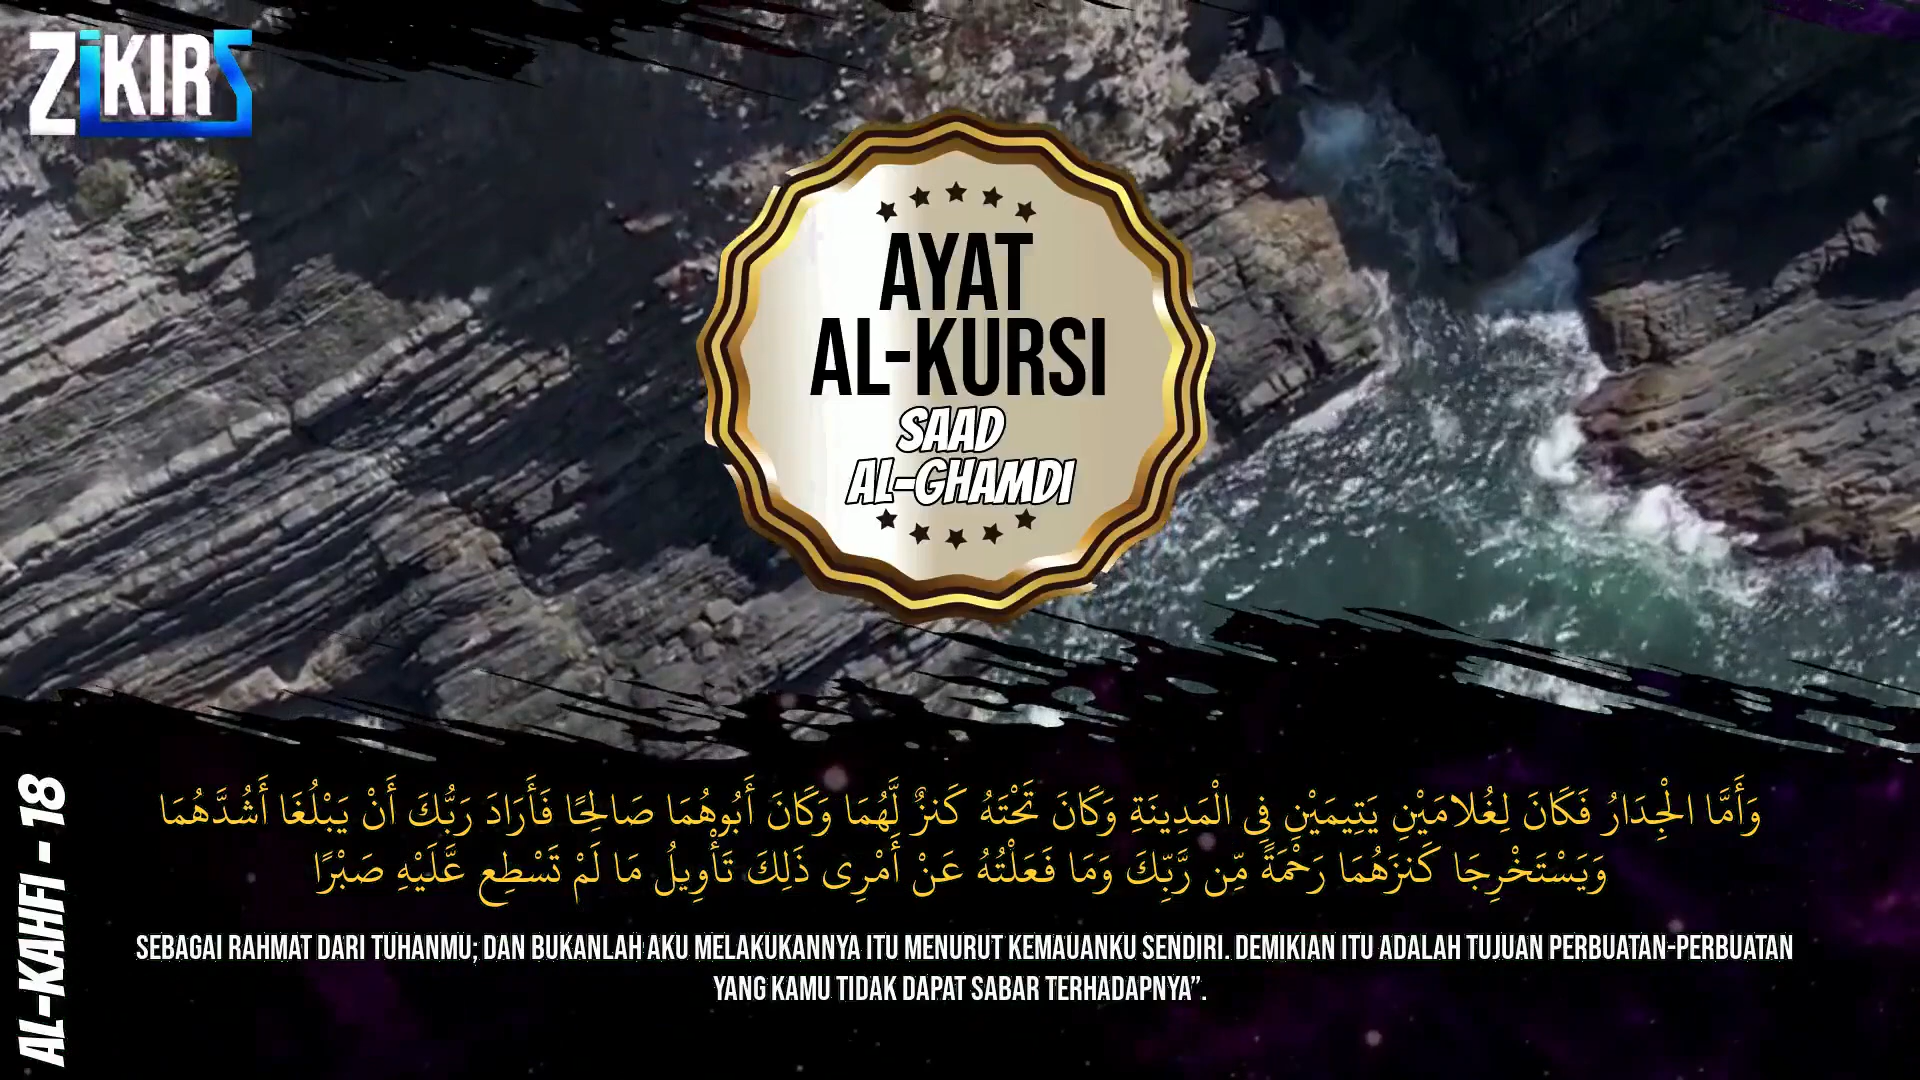 ZiKIRS
AYAT
AL-KURSI
SAAD
AL-GHAMDI
AL-KAHFI - 18
وَأَمَّا الْجِدَارُ فَكَانَ لِغُلامَيْنِ يَتِيمَيْنِ فِي الْمَدِينَةِ وَكَانَ تَحْتَهُ كَنزٌ لَّهُمَا وَكَانَ أَبُوهُمَا صَالِحًا فَأَرَادَ رَبُّكَ أَنْ يَبْلُغَا أَشُدَّهُمَا
وَيَسْتَخْرِجَا كَنزَهُمَا رَحْمَةً مِّن رَّبِّكَ وَمَا فَعَلْتُهُ عَنْ أَمْرِى ذَلِكَ تَأْوِيلُ مَا لَمْ تَسْطِع عَّلَيْهِ صَبْرًا
SEBAGAI RAHMAT DARI TUHANMU; DAN BUKANLAH AKU MELAKUKANNYA ITU MENURUT KEMAUANKU SENDIRI. DEMIKIAN ITU ADALAH TUJUAN PERBUATAN-PERBUATAN
YANG KAMU TIDAK DAPAT SABAR TERHADAPNYA”.